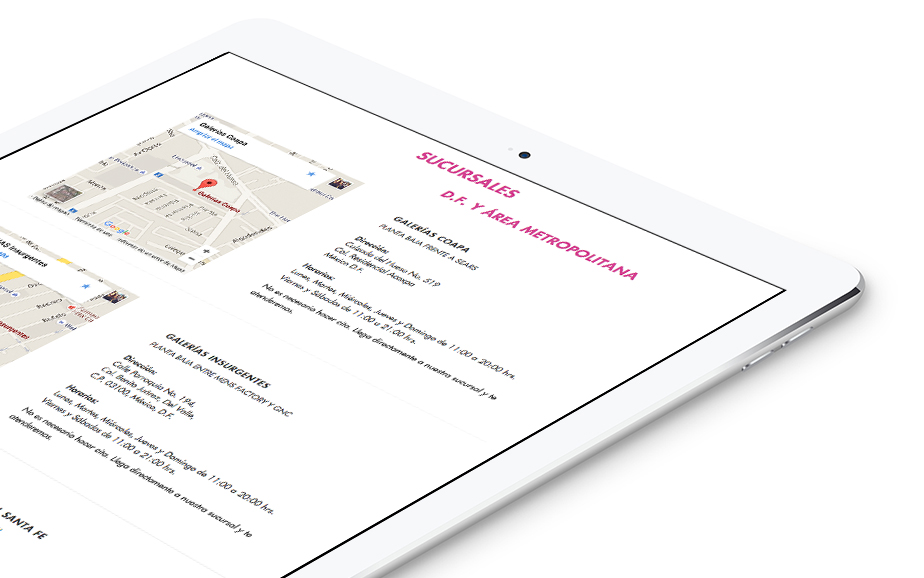 SUCURSALES
D.F. Y ÁREA METROPOLITANA
Galerías Coapa
Ampliar el mapa
Galerías Coapa
Google
GALERÍAS COAPA
PLANTA BAJA FRENTE A SEARS
Dirección:
Calzada del Hueso No. 519
Col. Residencial Acoapa
México D.F.
Horarios:
Lunes, Martes, Miércoles, Jueves y Domingo de 11:00 a 20:00 hrs.
Viernes y Sábados de 11:00 a 21:00 hrs.
No es necesario hacer cita. Llega directamente a nuestra sucursal y te
atenderemos.
Insurgentes
GALERÍAS INSURGENTES
PLANTA BAJA ENTRE MENS FACTORY Y GNC
Dirección:
Calle Parroquia No. 194,
Col. Benito Juárez, Del Valle,
C.P. 03100, México, D.F.
Horarios:
Lunes, Martes, Miércoles, Jueves y Domingo de 11:00 a 20:00 hrs.
Viernes y Sábados de 11:00 a 21:00 hrs.
No es necesario hacer cita. Llega directamente a nuestra sucursal y te
atenderemos.
SANTA FE